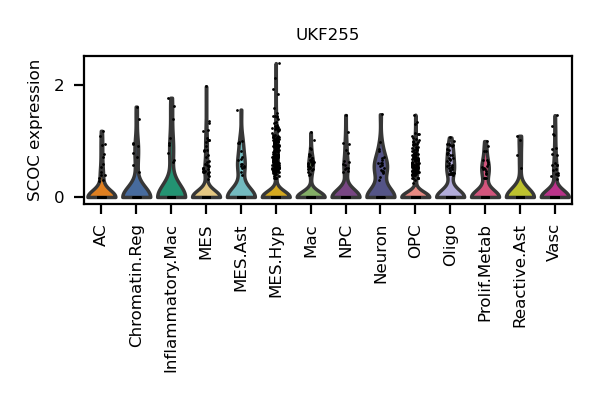 UKF255
SCOC expression
2
0
AC
Chromatin.Reg
Inflammatory.Mac
MES
MES.Ast
MES.Hyp
Mac
NPC
Neuron
OPC
Oligo
Prolif.Metab
Reactive.Ast
Vasc